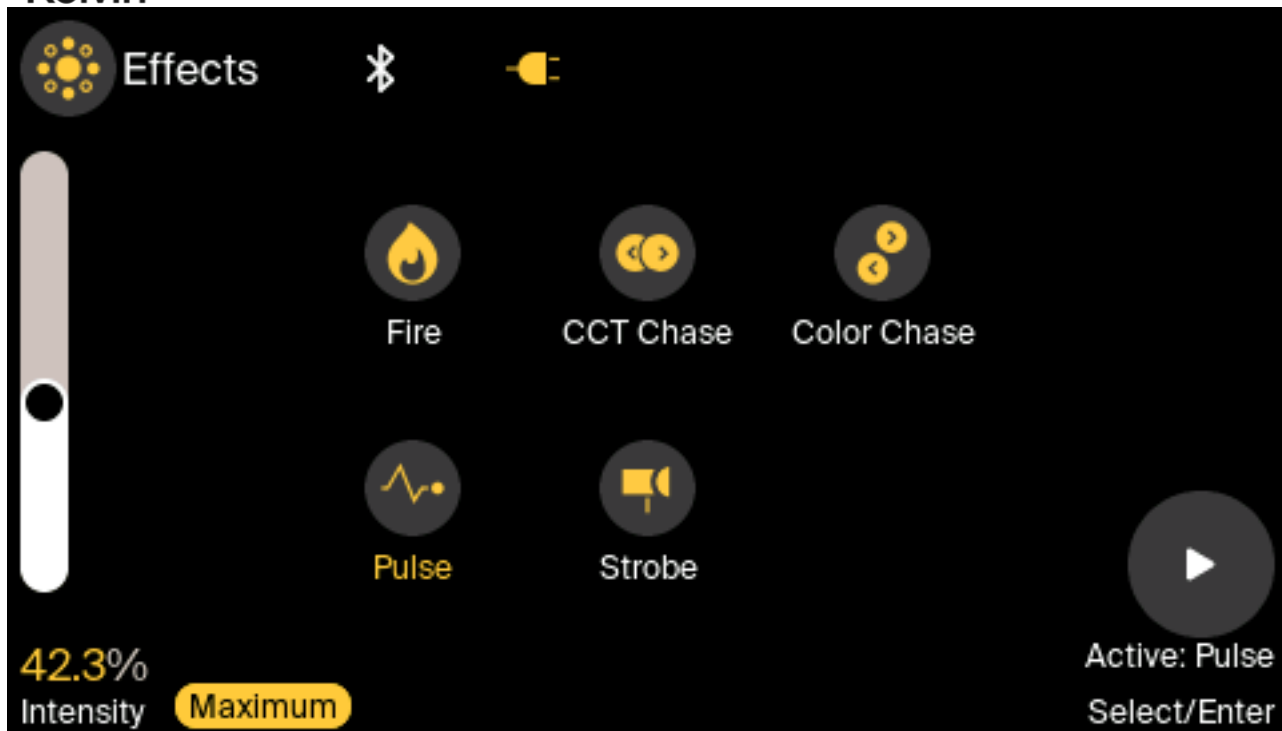 Effects
Fire
CCT Chase
Color Chase
Pulse
Strobe
42.3%
Intensity
Maximum
Active: Pulse
Select/Enter